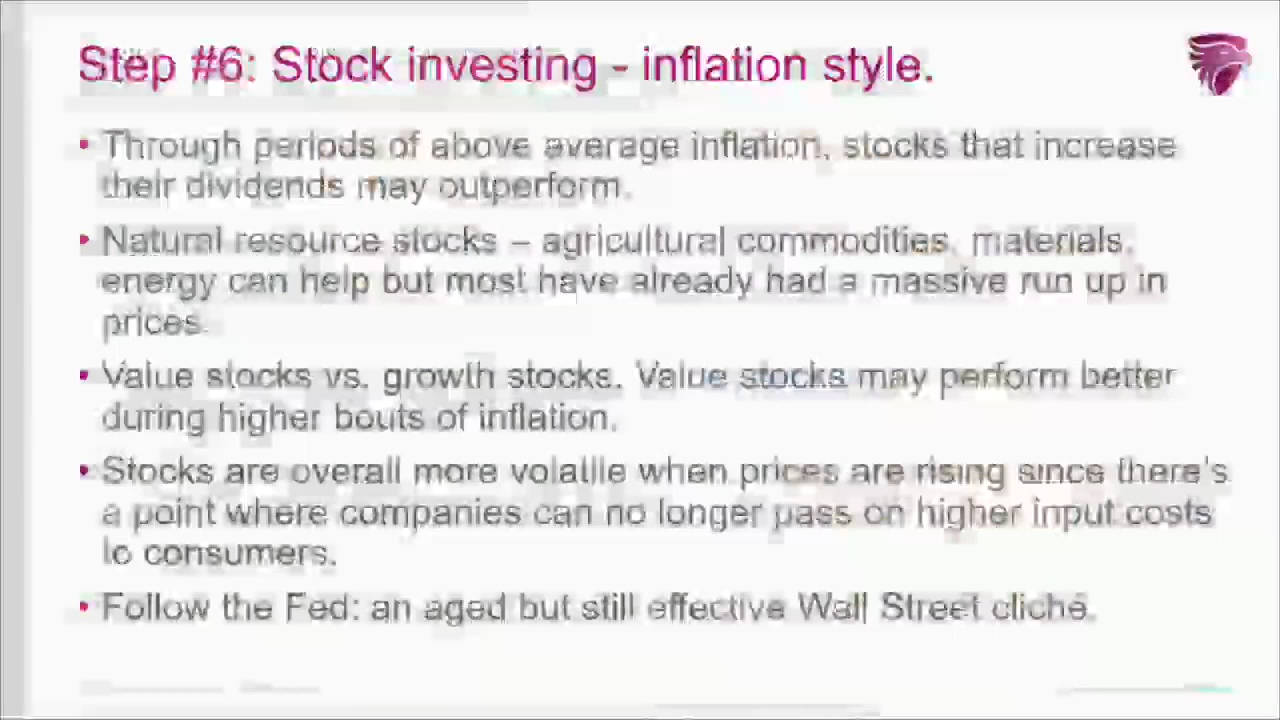 Step #6: Stock investing - inflation style.
• Through periods of above average inflation, stocks that increase
their dividends may outperform.
• Natural resource stocks – agricultural commodities, materials,
energy can help but most have already had a massive run up in
prices.
• Value stocks vs. growth stocks. Value stocks may perform better
during higher bouts of inflation.
• Stocks are overall more volatile when prices are rising since there's
a point where companies can no longer pass on higher input costs
to consumers.
• Follow the Fed: an aged but still effective Wall Street cliché.